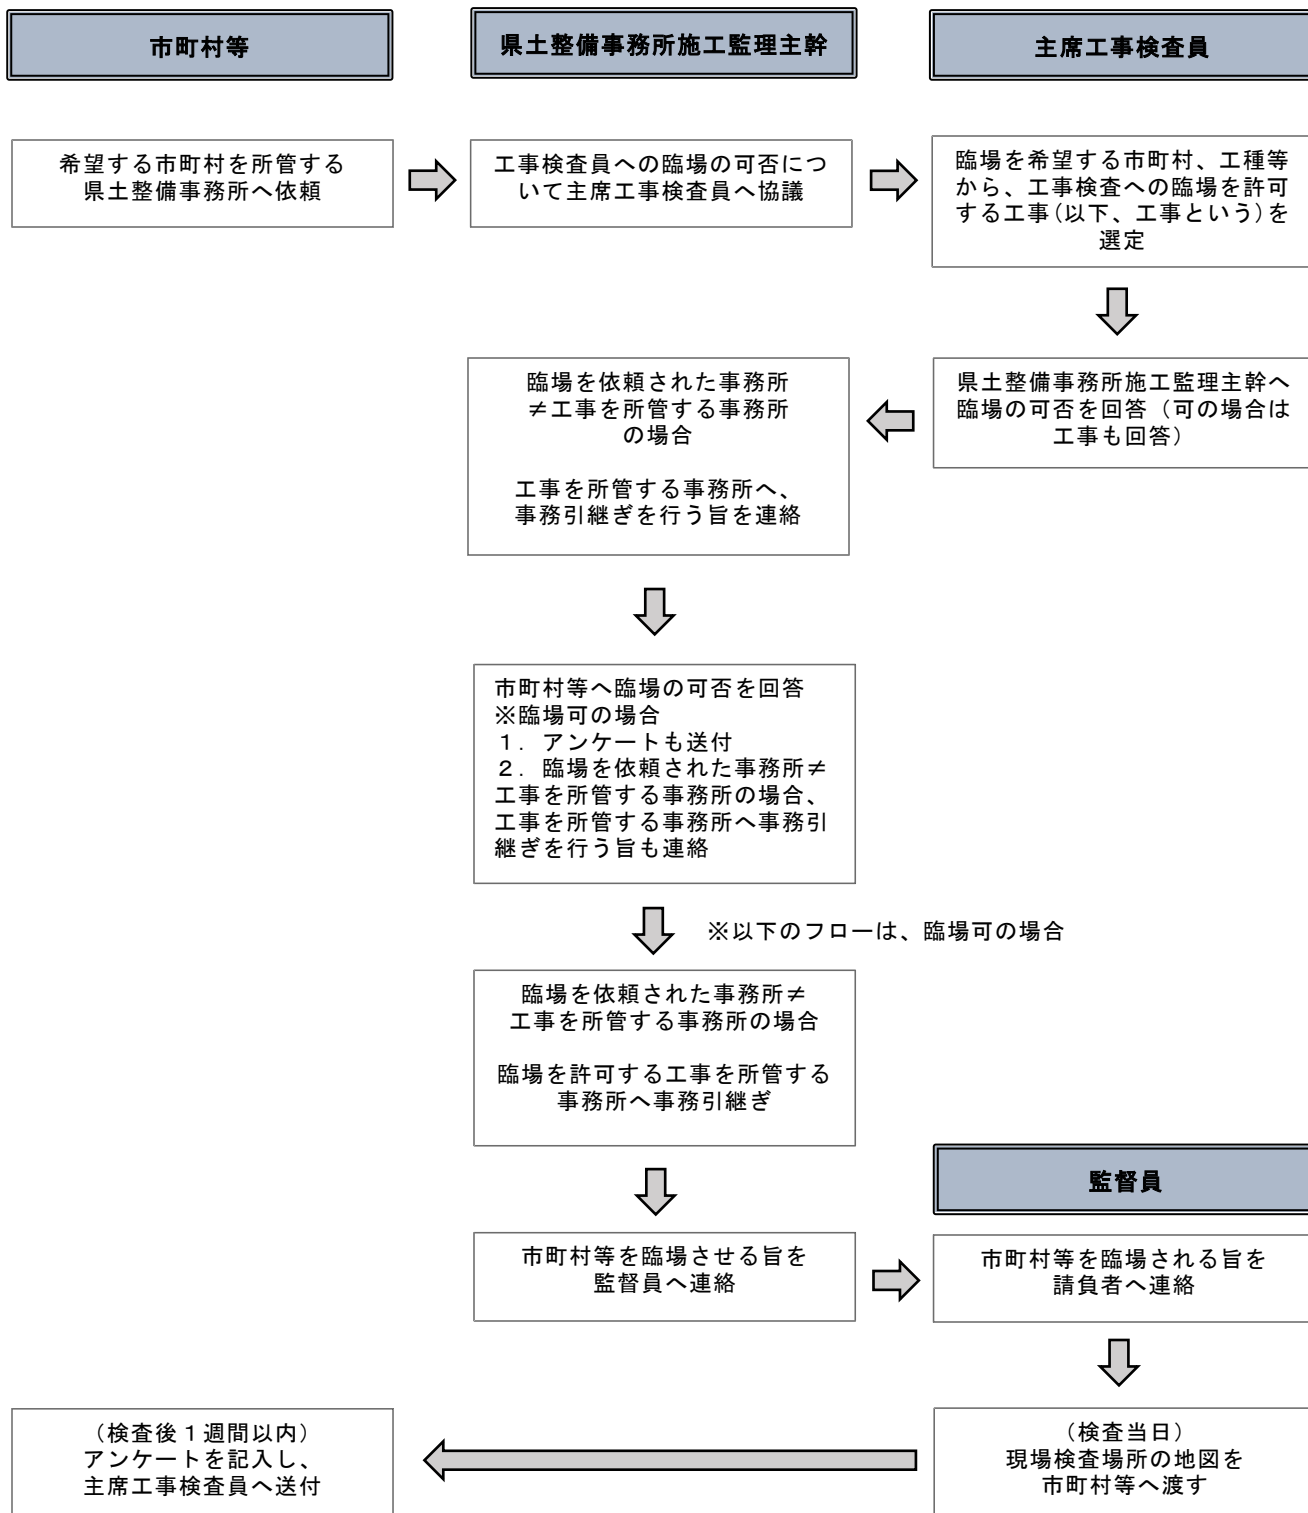 市町村等
県土整備事務所施工監理主幹
主席工事検査員
希望する市町村を所管する
県土整備事務所へ依頼
工事検査員への臨場の可否につ
いて主席工事検査員へ協議
臨場を希望する市町村、工種等
から、工事検査への臨場を許可
する工事(以下、工事という)を
選定
県土整備事務所施工監理主幹へ
臨場の可否を回答（可の場合は
工事も回答）
臨場を依頼された事務所
≠工事を所管する事務所
の場合
工事を所管する事務所へ、
事務引継ぎを行う旨を連絡
市町村等へ臨場の可否を回答
※臨場可の場合
１．アンケートも送付
２．臨場を依頼された事務所≠
工事を所管する事務所の場合、
工事を所管する事務所へ事務引
継ぎを行う旨も連絡
※以下のフローは、臨場可の場合
臨場を依頼された事務所≠
工事を所管する事務所の場合
臨場を許可する工事を所管する
事務所へ事務引継ぎ
監督員
市町村等を臨場させる旨を
監督員へ連絡
市町村等を臨場される旨を
請負者へ連絡
（検査当日）
現場検査場所の地図を
市町村等へ渡す
（検査後１週間以内）
アンケートを記入し、
主席工事検査員へ送付